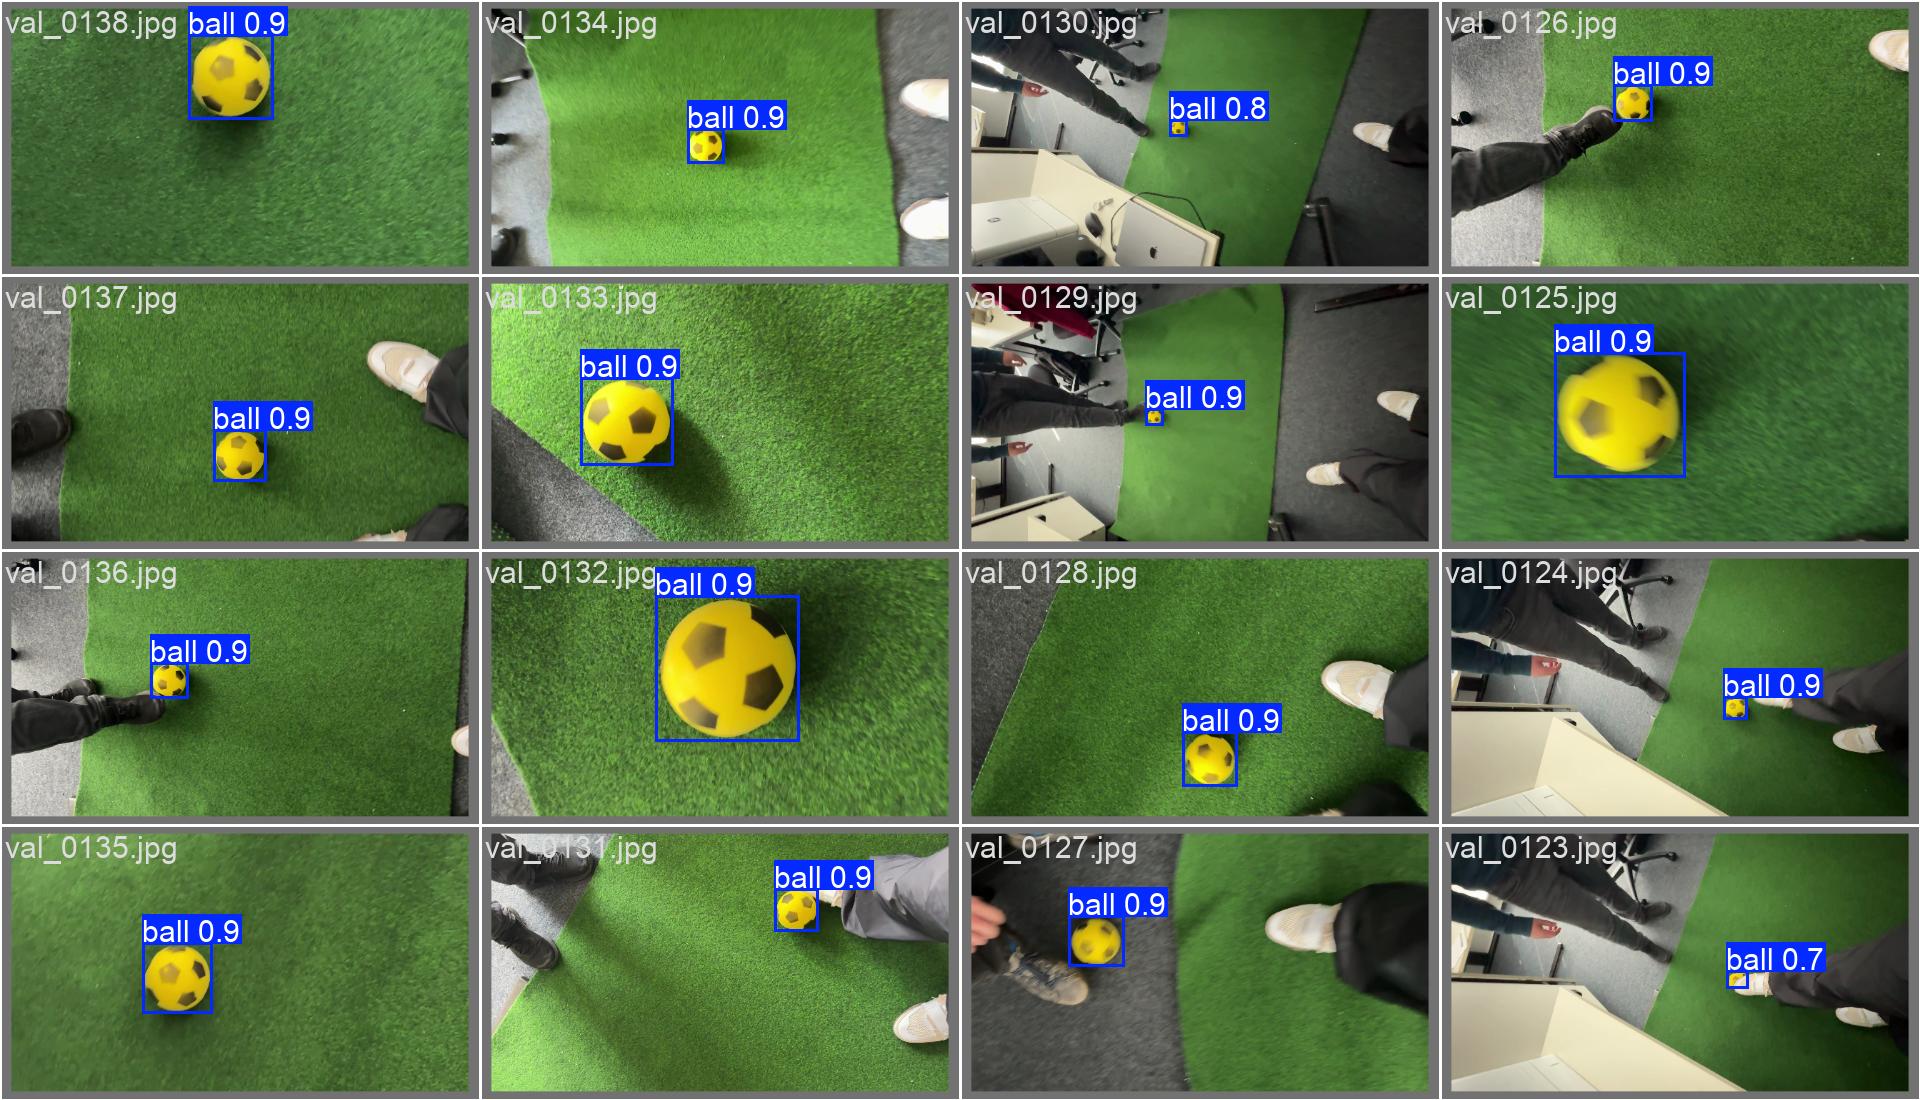 val_0138.jpg
ball 0.9
val_0134.jpg
ball 0.9
val_0130.jpg
ball 0.8
val_0126.jpg
ball 0.9
val_0137.jpg
ball 0.9
val_0133.jpg
ball 0.9
val_0129.jpg
ball 0.9
val_0125.jpg
ball 0.9
val_0136.jpg
ball 0.9
val_0132.jpg
ball 0.9
val_0128.jpg
ball 0.9
val_0124.jpg
ball 0.9
val_0135.jpg
ball 0.9
val_0131.jpg
ball 0.9
val_0127.jpg
ball 0.9
val_0123.jpg
ball 0.7